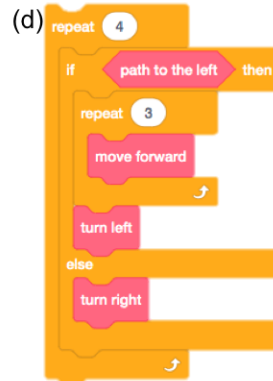 (d) repeat 4
if path to the left then
repeat 3
move forward
turn left
else
turn right